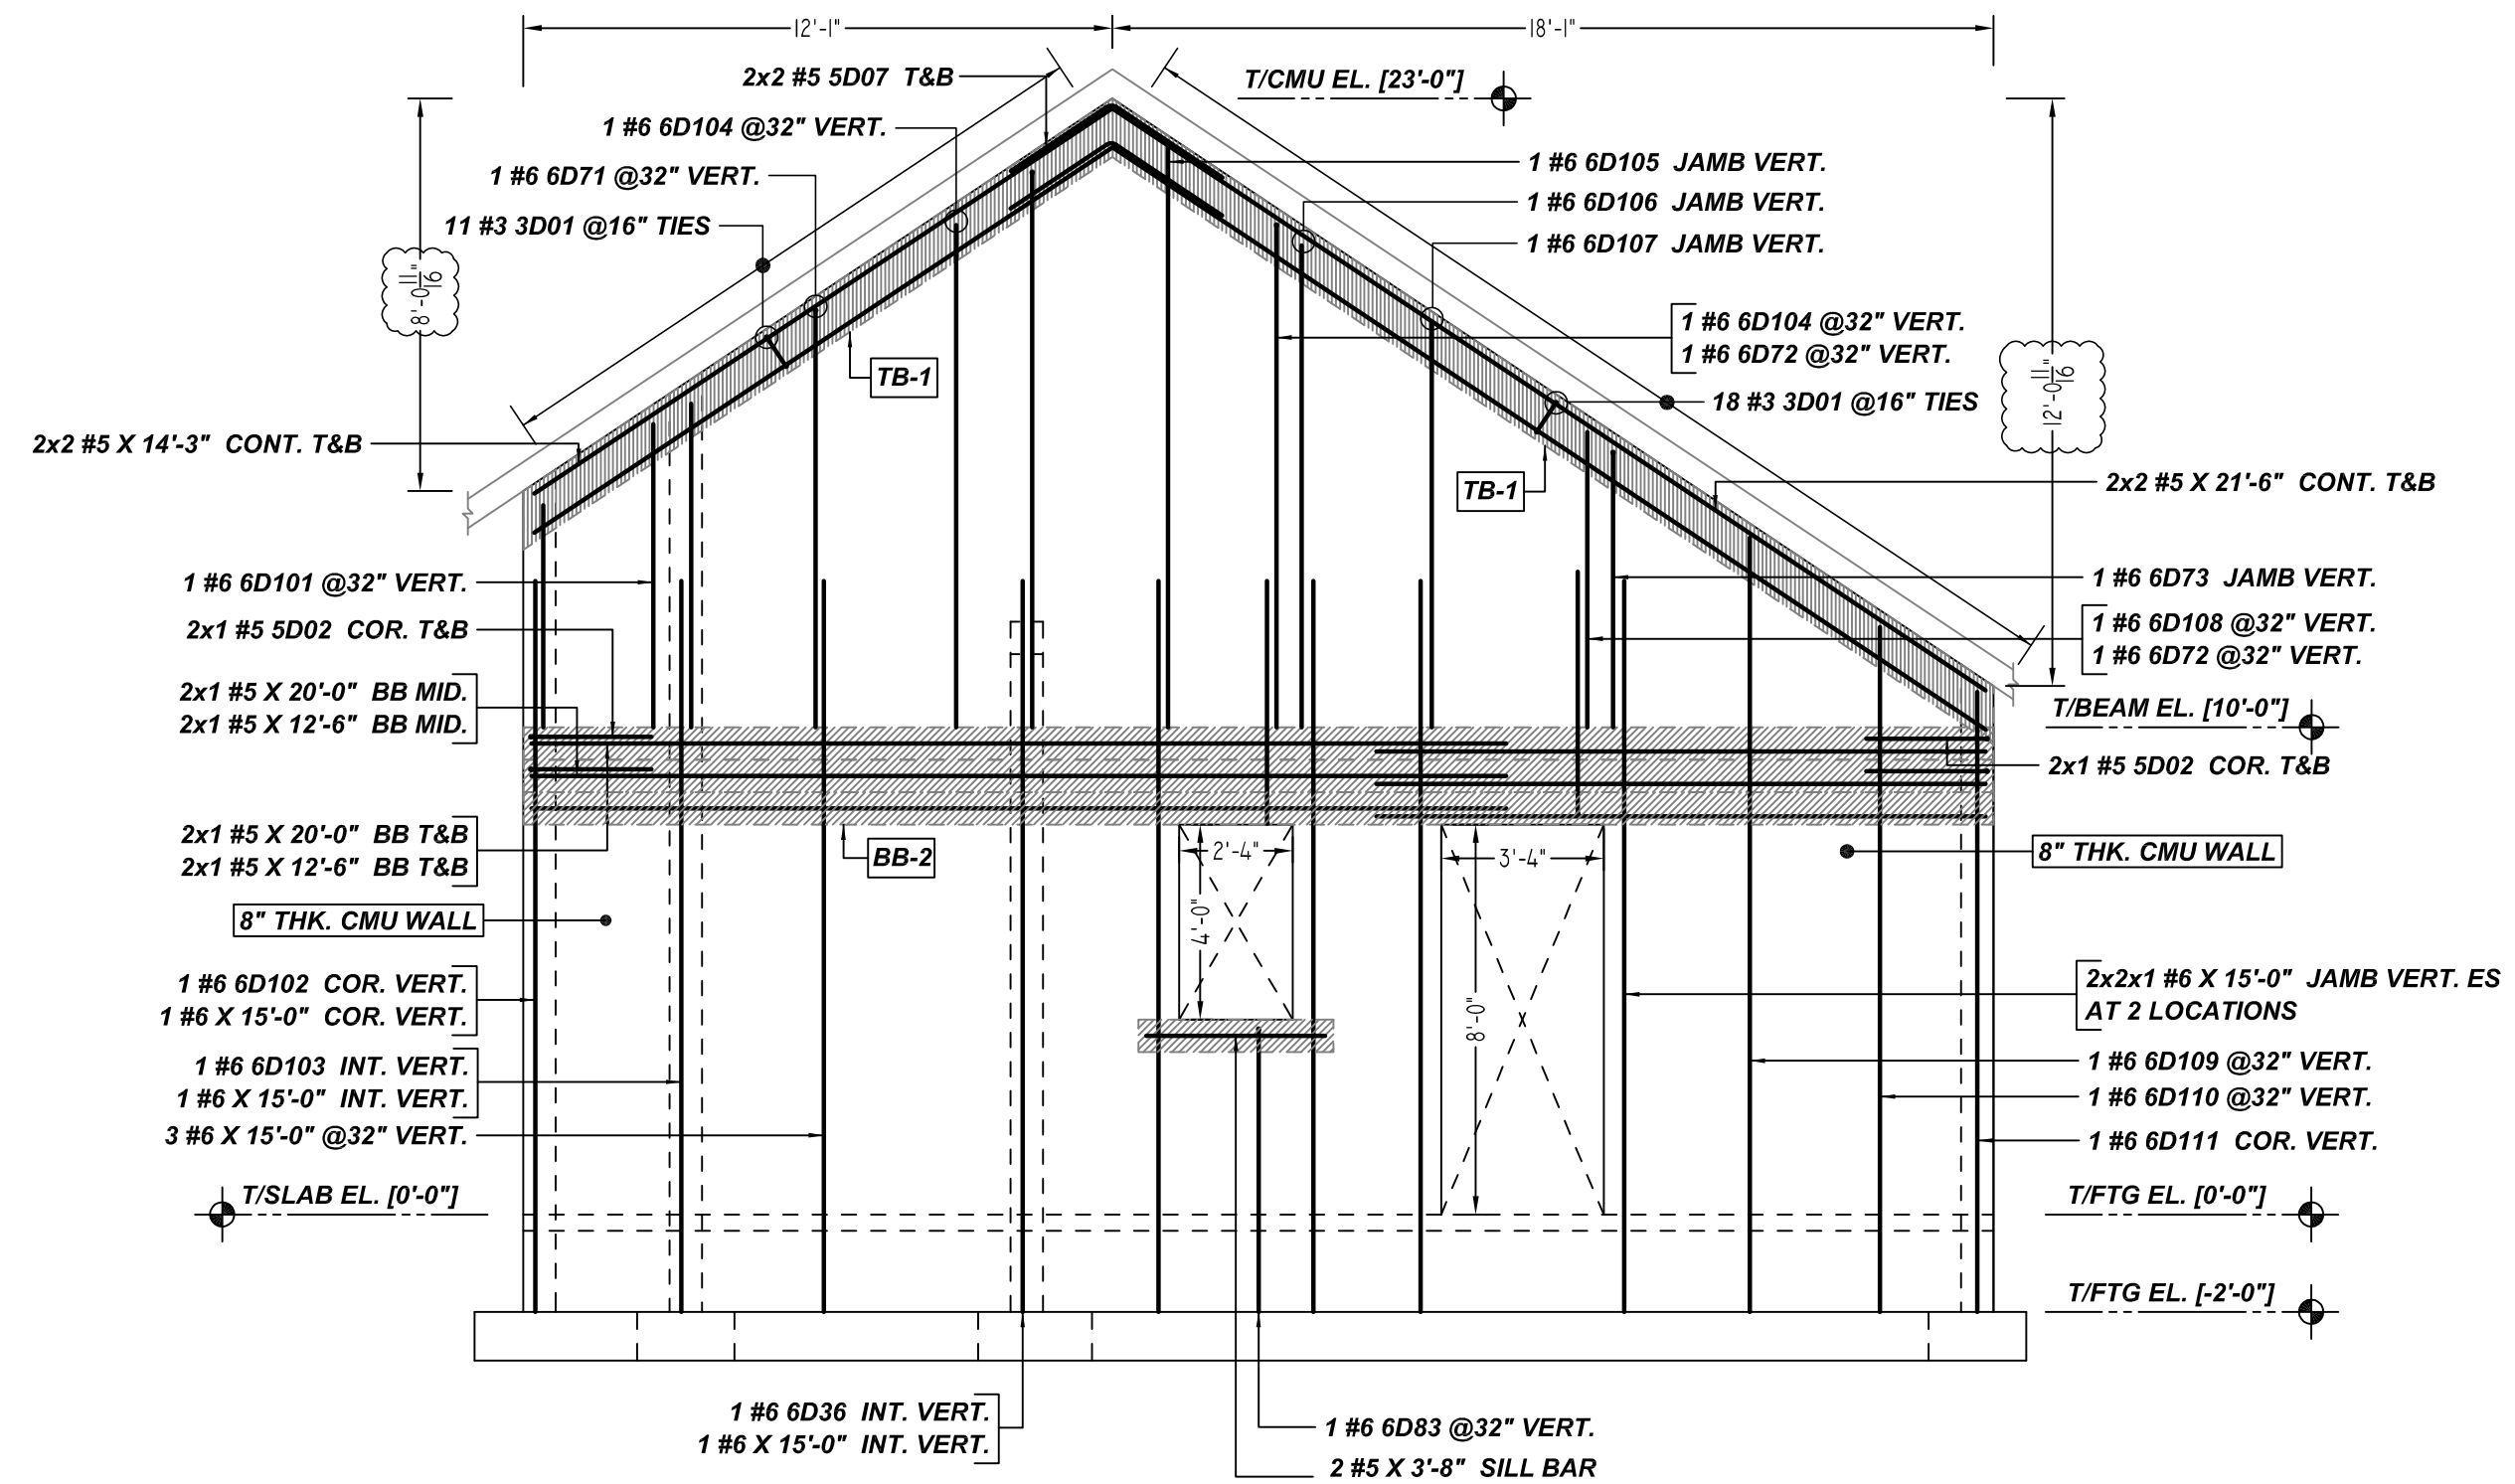 12'-1"
18'-1"
2x2 #5 5D07 T&B
T/CMU EL. [23'-0"]
1 #6 6D104 @32" VERT.
1 #6 6D71 @32" VERT.
11 #3 3D01 @16" TIES
1 #6 6D105 JAMB VERT.
1 #6 6D106 JAMB VERT.
1 #6 6D107 JAMB VERT.
8'-0 11/16"
12'-0 11/16"
1 #6 6D104 @32" VERT.
1 #6 6D72 @32" VERT.
TB-1
18 #3 3D01 @16" TIES
2x2 #5 X 14'-3" CONT. T&B
TB-1
2x2 #5 X 21'-6" CONT. T&B
1 #6 6D101 @32" VERT.
1 #6 6D73 JAMB VERT.
2x1 #5 5D02 COR. T&B
1 #6 6D108 @32" VERT.
1 #6 6D72 @32" VERT.
2x1 #5 X 20'-0" BB MID.
2x1 #5 X 12'-6" BB MID.
T/BEAM EL. [10'-0"]
2x1 #5 5D02 COR. T&B
2x1 #5 X 20'-0" BB T&B
2x1 #5 X 12'-6" BB T&B
BB-2
2'-4"
3'-4"
8" THK. CMU WALL
8" THK. CMU WALL
4'-0"
8'-0"
1 #6 6D102 COR. VERT.
1 #6 X 15'-0" COR. VERT.
2x2x1 #6 X 15'-0" JAMB VERT. ES
AT 2 LOCATIONS
1 #6 6D103 INT. VERT.
1 #6 X 15'-0" INT. VERT.
1 #6 6D109 @32" VERT.
1 #6 6D110 @32" VERT.
3 #6 X 15'-0" @32" VERT.
1 #6 6D111 COR. VERT.
T/SLAB EL. [0'-0"]
T/FTG EL. [0'-0"]
T/FTG EL. [-2'-0"]
1 #6 6D36 INT. VERT.
1 #6 X 15'-0" INT. VERT.
1 #6 6D83 @32" VERT.
2 #5 X 3'-8" SILL BAR